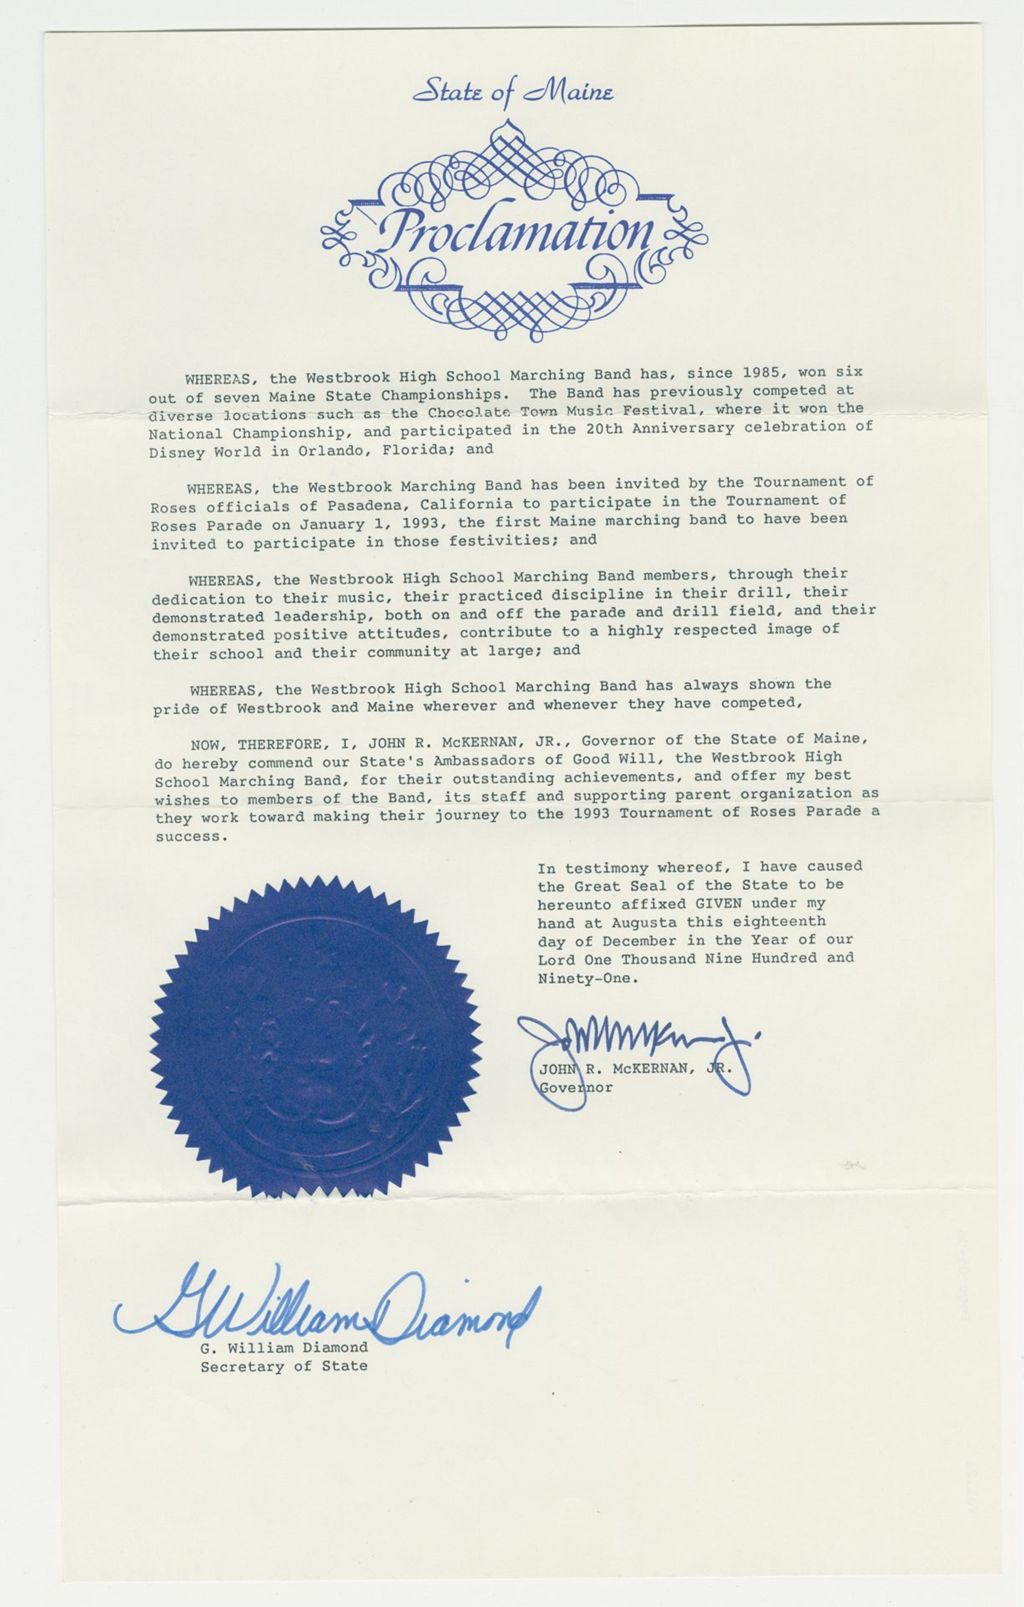 State of Maine
Proclamation
WHEREAS, the Westbrook High School Marching Band has, since 1985, won six
out of seven Maine State Championships. The Band has previously competed at
diverse locations such as the Chocolate Town Music Festival, where it won the
National Championship, and participated in the 20th Anniversary celebration of
Disney World in Orlando, Florida; and
WHEREAS, the Westbrook Marching Band has been invited by the Tournament of
Roses officials of Pasadena, California to participate in the Tournament of
Roses Parade on January 1, 1993, the first Maine marching band to have been
invited to participate in those festivities; and
WHEREAS, the Westbrook High School Marching Band members, through their
dedication to their music, their practiced discipline in their drill, their
demonstrated leadership, both on and off the parade and drill field, and their
demonstrated positive attitudes, contribute to a highly respected image of
their school and their community at large; and
WHEREAS, the Westbrook High School Marching Band has always shown the
pride of Westbrook and Maine wherever and whenever they have competed,
NOW, THEREFORE, I, JOHN R. McKERNAN, JR., Governor of the State of Maine,
do hereby commend our State's Ambassadors of Good Will, the Westbrook High
School Marching Band, for their outstanding achievements, and offer my best
wishes to members of the Band, its staff and supporting parent organization as
they work toward making their journey to the 1993 Tournament of Roses Parade a
success.
In testimony whereof, I have caused
the Great Seal of the State to be
hereunto affixed GIVEN under my
hand at Augusta this eighteenth
day of December in the Year of our
Lord One Thousand Nine Hundred and
Ninety-One.
JOHN R. McKERNAN, JR.
Governor
G William Diamond
G. William Diamond
Secretary of State